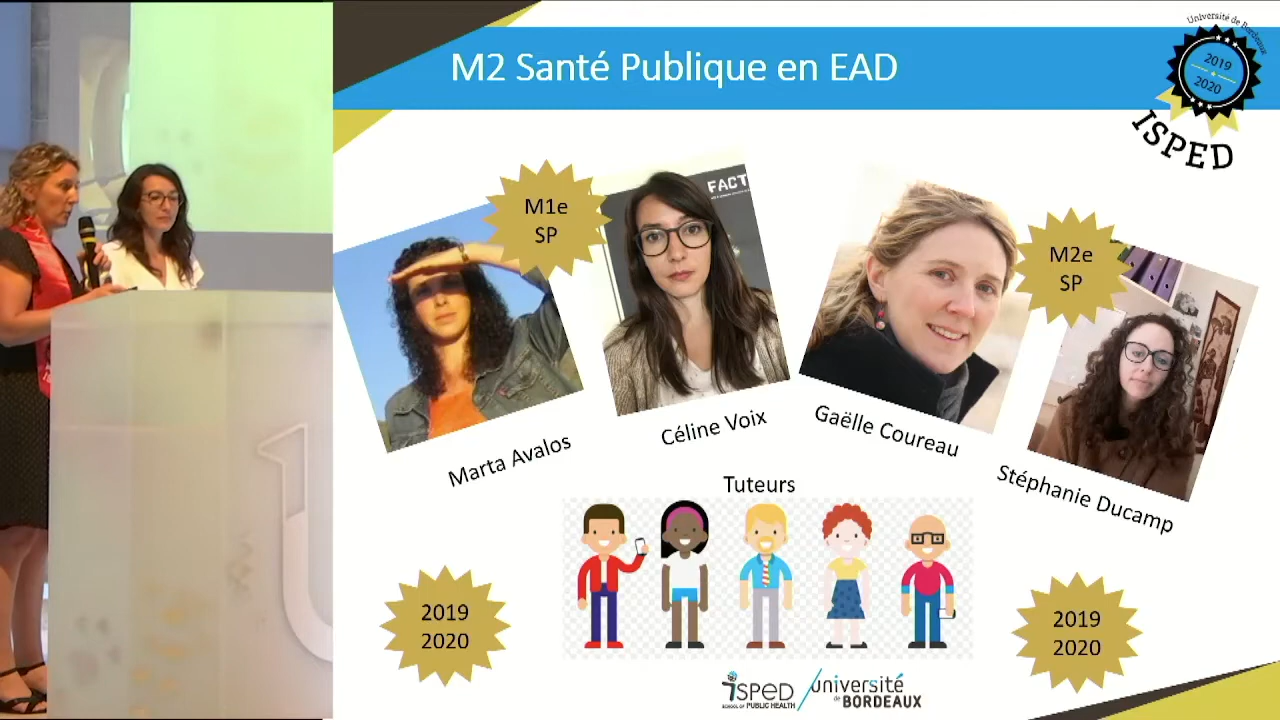 M2 Santé Publique en EAD
Université de Bordeaux
2019
2020
ISPED
M1e
SP
FACT
M2e
SP
Marta Avalos
Céline Voix
Gaëlle Coureau
Stéphanie Ducamp
Tuteurs
2019
2020
2019
2020
isped
SCHOOL OF PUBLIC HEALTH
université
de BORDEAUX